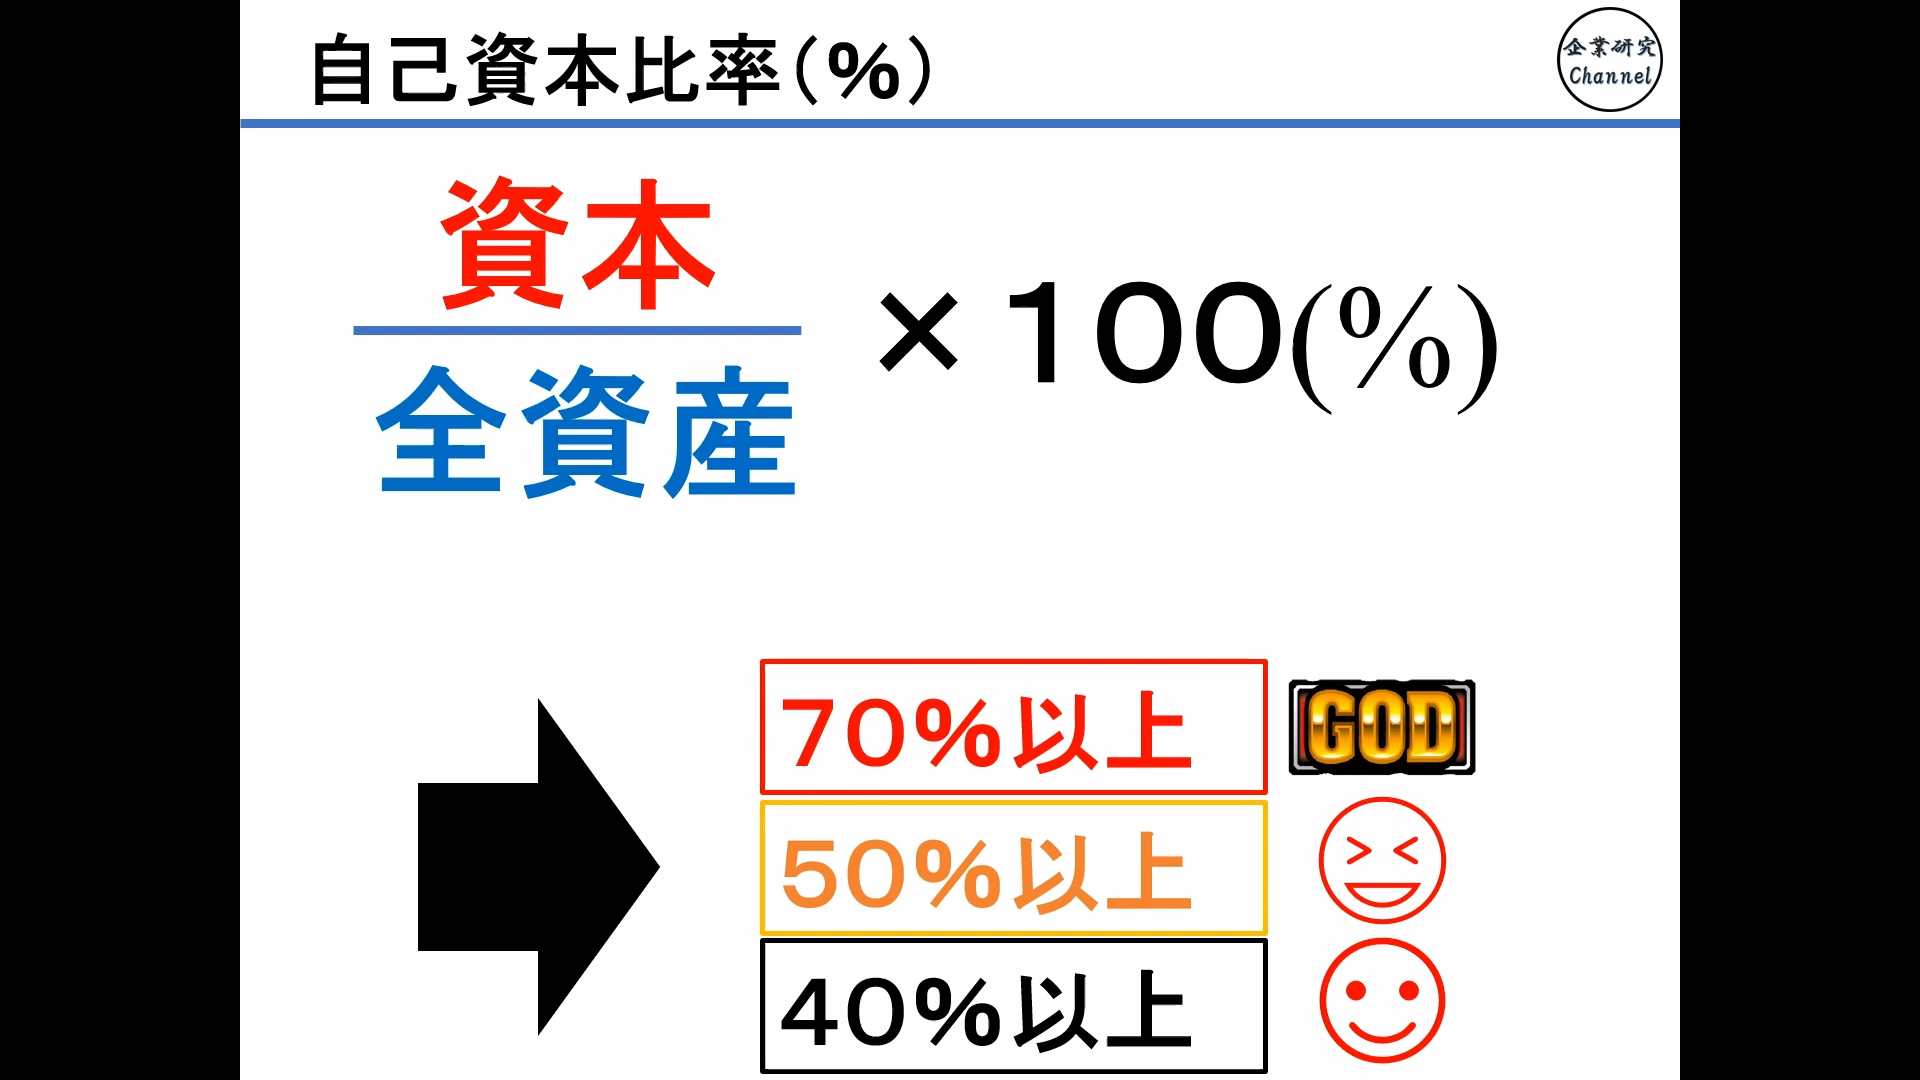 自己資本比率(%)
企業研究
Channel
資本
全資産
×100(%)
70%以上
GOD
50%以上
40%以上